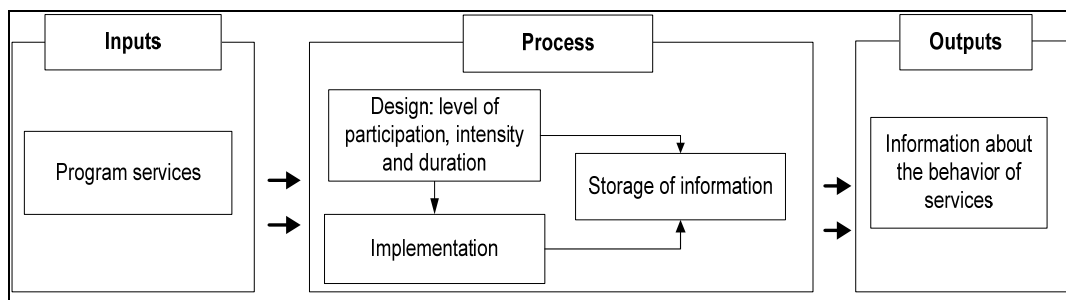 Inputs
Process
Outputs
Program services
Design: level of
participation, intensity
and duration
Implementation
Storage of information
Information about
the behavior of
services